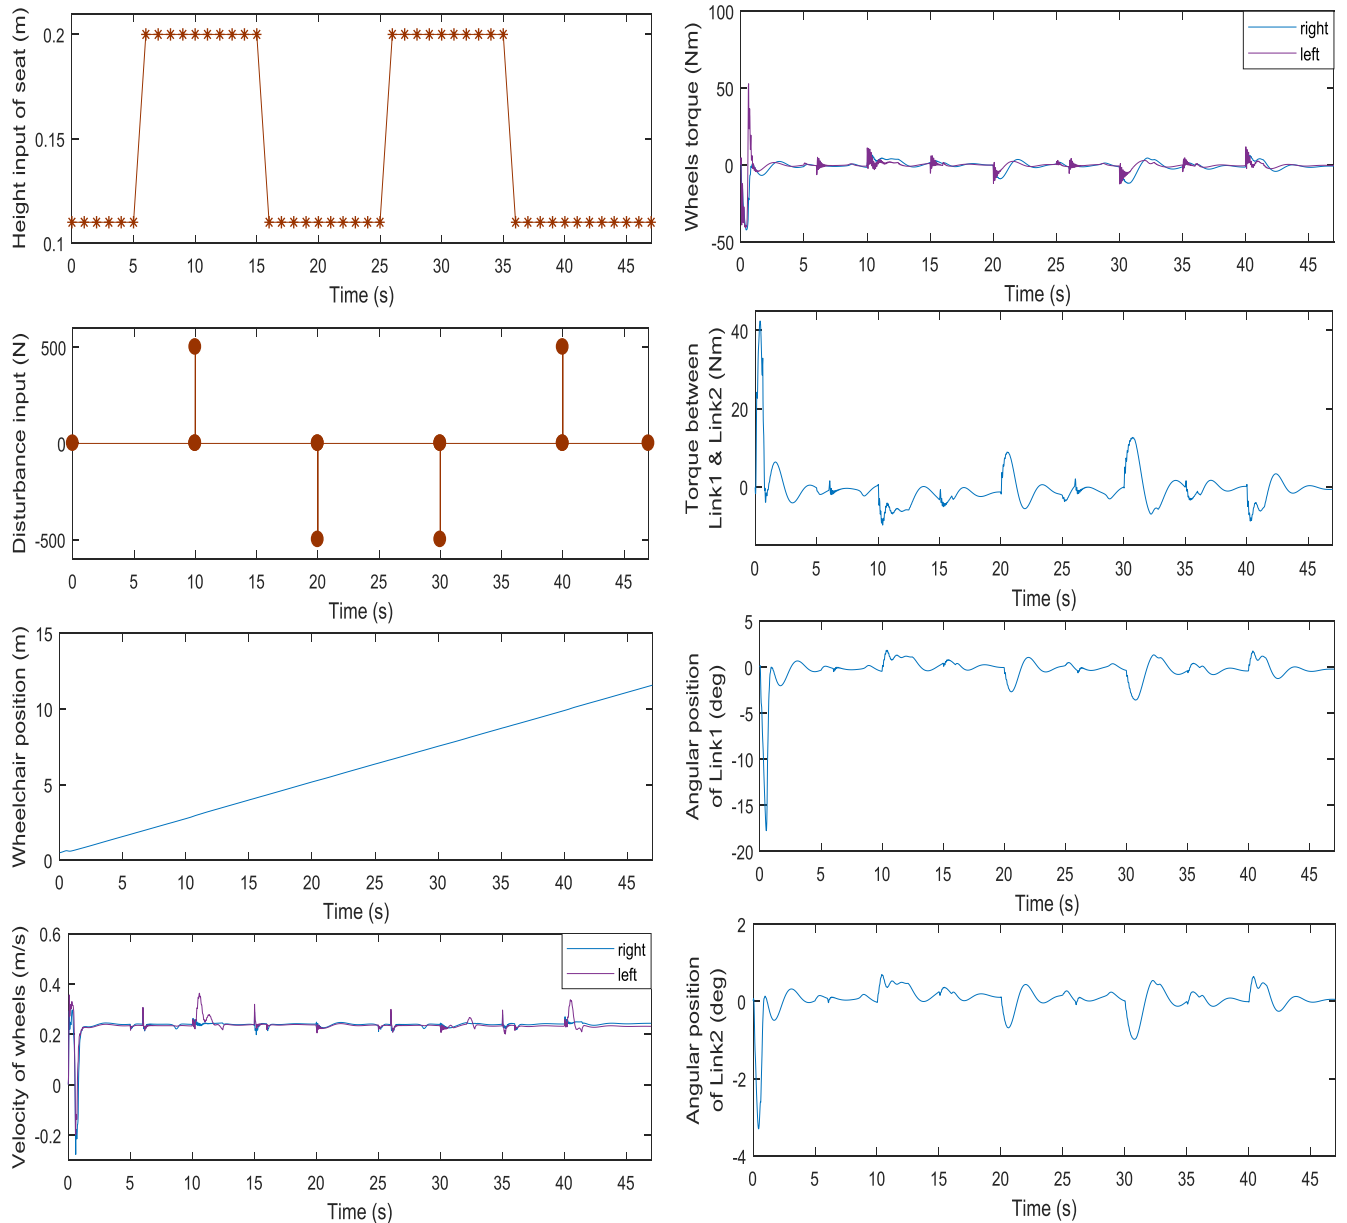 Height input of seat (m)
0.2
0.15
0.1
0 5 10 15 20 25 30 35 40 45
Time (s)
Wheels torque (Nm)
100
50
0
-50
right
left
0 5 10 15 20 25 30 35 40 45
Time (s)
Disturbance input (N)
500
0
-500
0 5 10 15 20 25 30 35 40 45
Time (s)
Torque between
Link1 & Link2 (Nm)
40
20
0
0 5 10 15 20 25 30 35 40 45
Time (s)
Wheelchair position (m)
15
10
5
0
0 5 10 15 20 25 30 35 40 45
Time (s)
Angular position
of Link1 (deg)
5
0
-5
-10
-15
-20
0 5 10 15 20 25 30 35 40 45
Time (s)
Velocity of wheels (m/s)
0.6
0.4
0.2
0
-0.2
right
left
0 5 10 15 20 25 30 35 40 45
Time (s)
Angular position
of Link2 (deg)
2
0
-2
-4
0 5 10 15 20 25 30 35 40 45
Time (s)